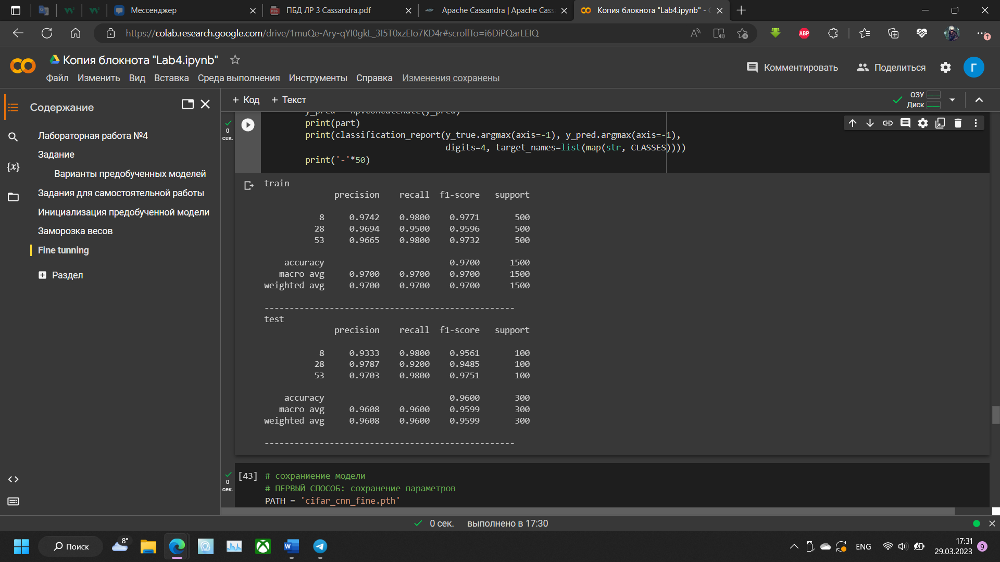 Мессенджер
ПБД ЛР 3 Cassandra.pdf
Apache Cassandra | Apache Cass
Копия блокнота "Lab4.ipynb" - C
https://colab.research.google.com/drive/1muQe-Ary-qYI0gkL_3I5T0xzEIo7KD4r#scrollTo=i6DiPQarLEIQ
ABP
Копия блокнота "Lab4.ipynb"
Файл Изменить Вид Вставка Среда выполнения Инструменты Справка Изменения сохранены
Комментировать
Поделиться
Г
Содержание
Лабораторная работа №4
Задание
Варианты предобученных моделей
Задания для самостоятельной работы
Инициализация предобученной модели
Заморозка весов
Fine tunning
Раздел
{x}
+ Код + Текст
ОЗУ
Диск
0
сек.
y_pred = np.concatenate(y_pred)
print(part)
print(classification_report(y_true.argmax(axis=-1), y_pred.argmax(axis=-1),
digits=4, target_names=list(map(str, CLASSES))))
print('-'*50)
train
precision recall f1-score support
8 0.9742 0.9800 0.9771 500
28 0.9694 0.9500 0.9596 500
53 0.9665 0.9800 0.9732 500
accuracy 0.9700 1500
macro avg 0.9700 0.9700 0.9700 1500
weighted avg 0.9700 0.9700 0.9700 1500
--------------------------------------------------
test
precision recall f1-score support
8 0.9333 0.9800 0.9561 100
28 0.9787 0.9200 0.9485 100
53 0.9703 0.9800 0.9751 100
accuracy 0.9600 300
macro avg 0.9608 0.9600 0.9599 300
weighted avg 0.9608 0.9600 0.9599 300
--------------------------------------------------
0
сек.
[43] # сохраниение модели
# ПЕРВЫЙ СПОСОБ: сохранение параметров
PATH = 'cifar_cnn_fine.pth'
0 сек. выполнено в 17:30
Поиск
8°
ENG
17:31
29.03.2023
9